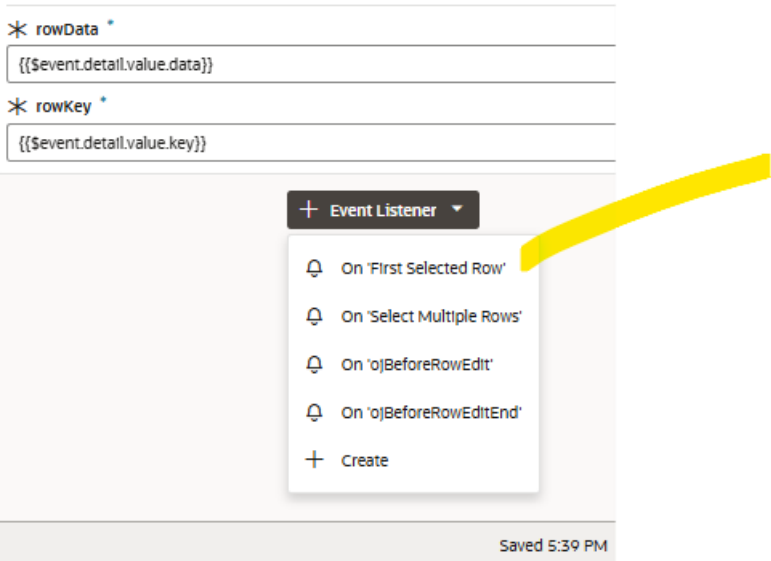 rowData *
{{$event.detail.value.data}}
rowKey *
{{$event.detail.value.key}}
+ Event Listener
On 'First Selected Row'
On 'Select Multiple Rows'
On 'ojBeforeRowEdit'
On 'ojBeforeRowEditEnd'
+ Create
Saved 5:39 PM